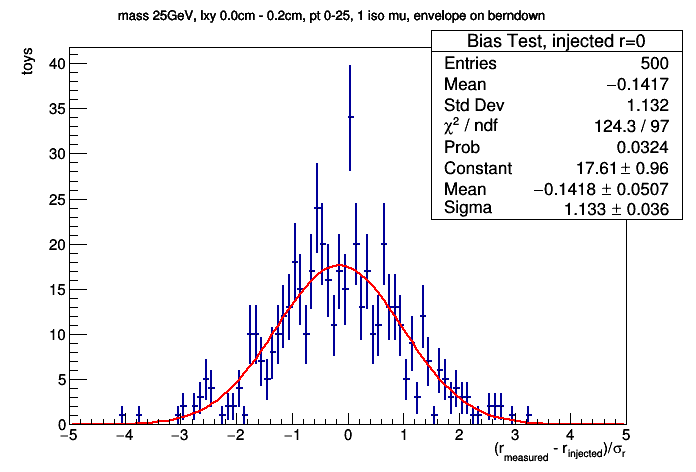 mass 25GeV, lxy 0.0cm - 0.2cm, pt 0-25, 1 iso mu, envelope on berndown
Bias Test, injected r=0
Entries 500
Mean −0.1417
Std Dev 1.132
χ² / ndf 124.3 / 97
Prob 0.0324
Constant 17.61 ± 0.96
Mean −0.1418 ± 0.0507
Sigma 1.133 ± 0.036
toys
40
35
30
25
20
15
10
5
0
−5 −4 −3 −2 −1 0 1 2 3 4 5
(r_measured - r_injected)/σ_r